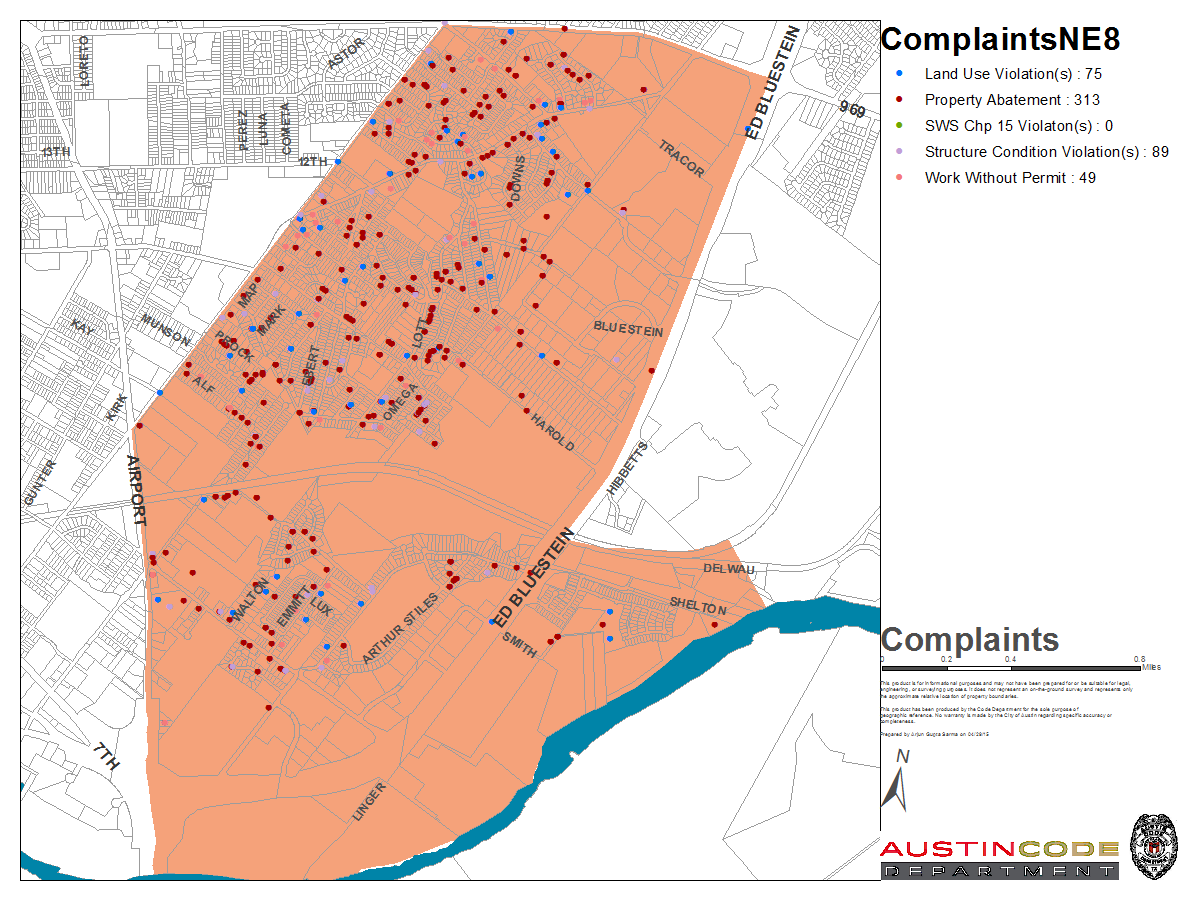 ComplaintsNE8
Land Use Violation(s) : 75
Property Abatement : 313
SWS Chp 15 Violaton(s) : 0
Structure Condition Violation(s) : 89
Work Without Permit : 49
LORETO
ASTOR
ED BLUESTEIN
969
PEREZ
LUNA
COMETA
13TH
12TH
TRACOR
DOWNS
MAP
MARK
MUNSON
KAY
PROCK
LOTT
BLUESTEIN
EBERT
ALF
OMEGA
KIRK
HAROLD
GUNTER
AIRPORT
HIBBETTS
ED BLUESTEIN
DELWAU
WALTON
EMMITT
LUX
ARTHUR STILES
SHELTON
SMITH
7TH
LINGER
Complaints
0 0.2 0.4 0.8
Miles
This product is for informational purposes and may not have been prepared for or be suitable for legal,
engineering, or surveying purposes. It does not represent an on-the-ground survey and represents only
the approximate relative location of property boundaries.
This product has been produced by the Code Department for the sole purpose of
geographic reference. No warranty is made by the City of Austin regarding specific accuracy or
completeness.
Prepared by Arjun Gupta Sarma on 04/28/15
N
AUSTINCODE
DEPARTMENT